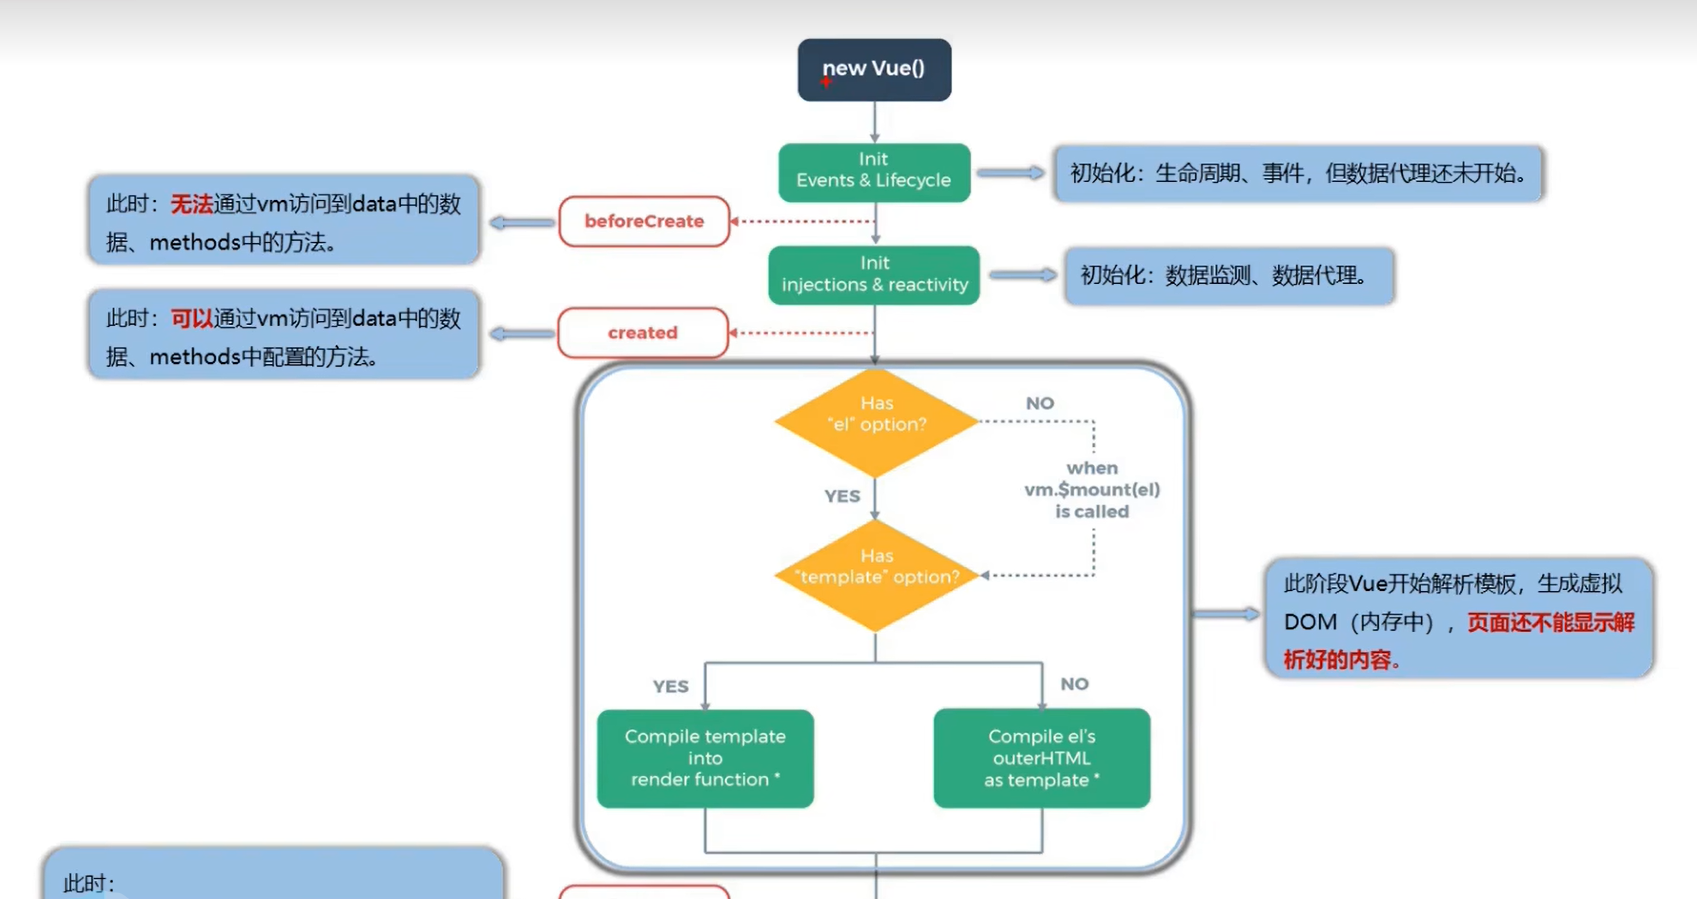 new Vue()
Init
Events & Lifecycle
初始化：生命周期、事件，但数据代理还未开始。
此时：无法通过vm访问到data中的数
据、methods中的方法。
beforeCreate
Init
injections & reactivity
初始化：数据监测、数据代理。
此时：可以通过vm访问到data中的数
据、methods中配置的方法。
created
Has
“el” option?
NO
when
vm.$mount(el)
is called
YES
Has
“template” option?
此阶段Vue开始解析模板，生成虚拟
DOM（内存中），页面还不能显示解
析好的内容。
YES
NO
Compile template
into
render function *
Compile el's
outerHTML
as template *
此时：